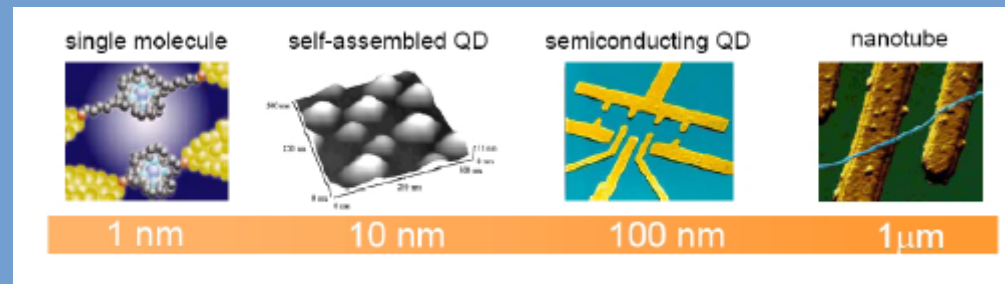 single molecule self-assembled QD semiconducting QD nanotube
1 nm 10 nm 100 nm 1μm